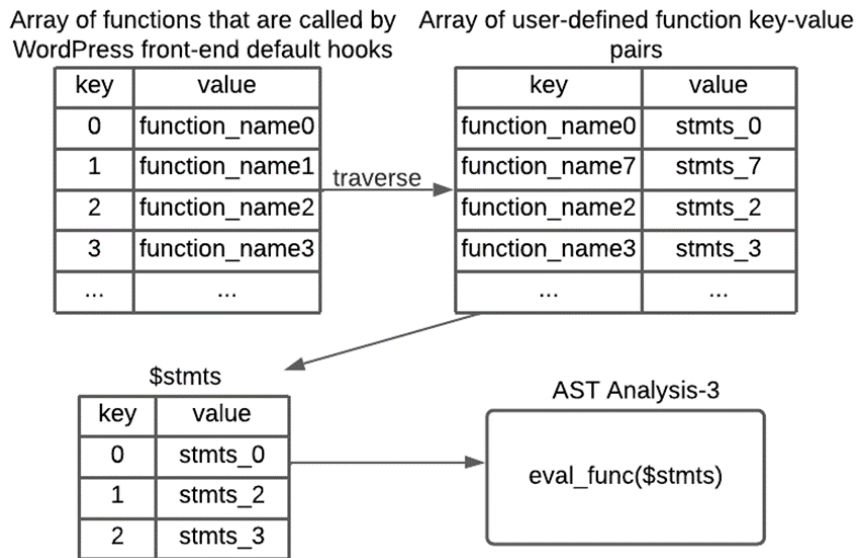 Array of functions that are called by
WordPress front-end default hooks
key value
0 function_name0
1 function_name1
2 function_name2
3 function_name3
... ...
traverse
Array of user-defined function key-value
pairs
key value
function_name0 stmts_0
function_name7 stmts_7
function_name2 stmts_2
function_name3 stmts_3
... ...
$stmts
key value
0 stmts_0
1 stmts_2
2 stmts_3
AST Analysis-3
eval_func($stmts)